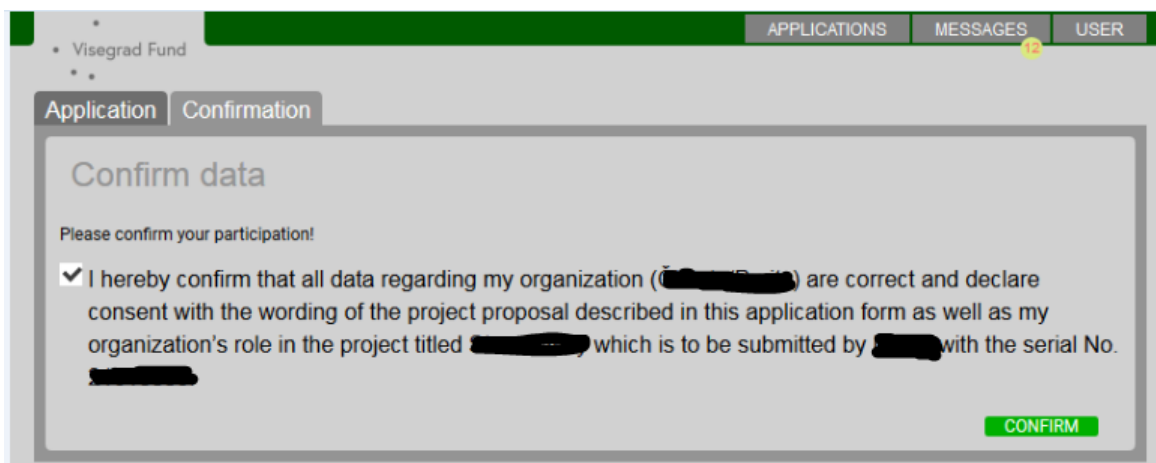 APPLICATIONS MESSAGES USER
12
Visegrad Fund
Application Confirmation
Confirm data
Please confirm your participation!
I hereby confirm that all data regarding my organization ( ) are correct and declare
consent with the wording of the project proposal described in this application form as well as my
organization's role in the project titled which is to be submitted by with the serial No.
CONFIRM